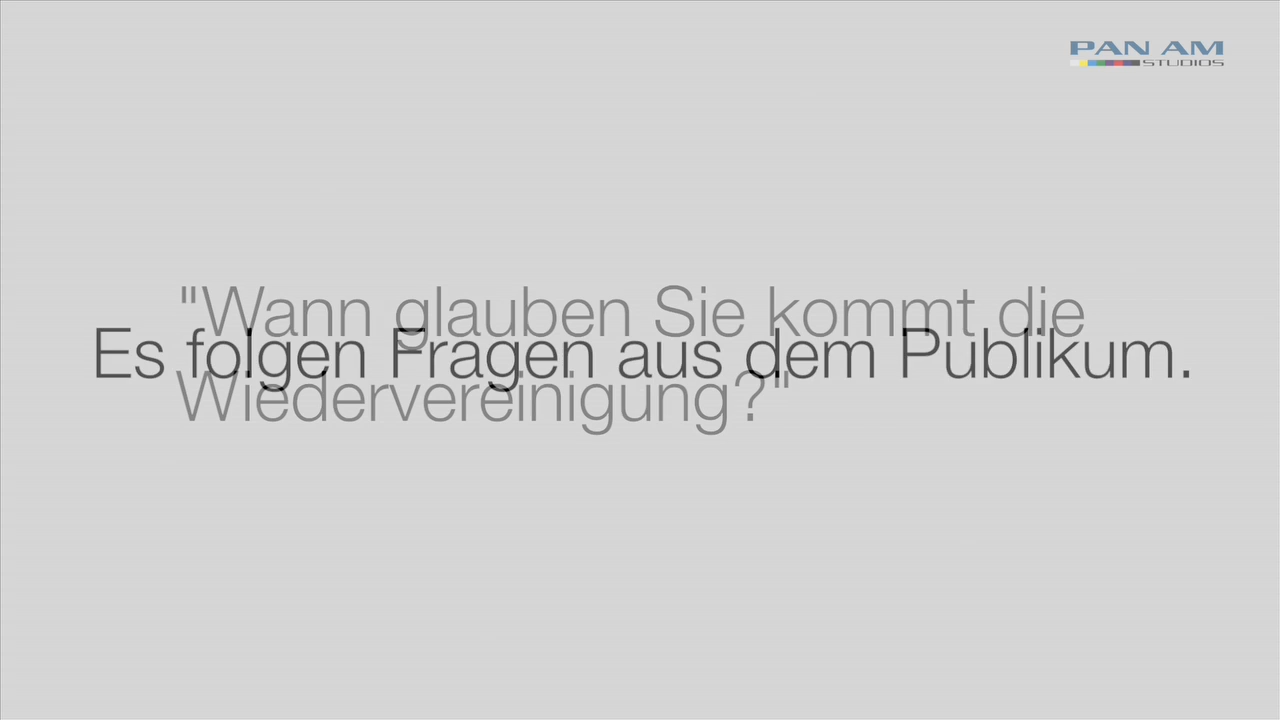 PAN AM
STUDIOS
"Wann glauben Sie kommt die
Wiedervereinigung?"
Es folgen Fragen aus dem Publikum.